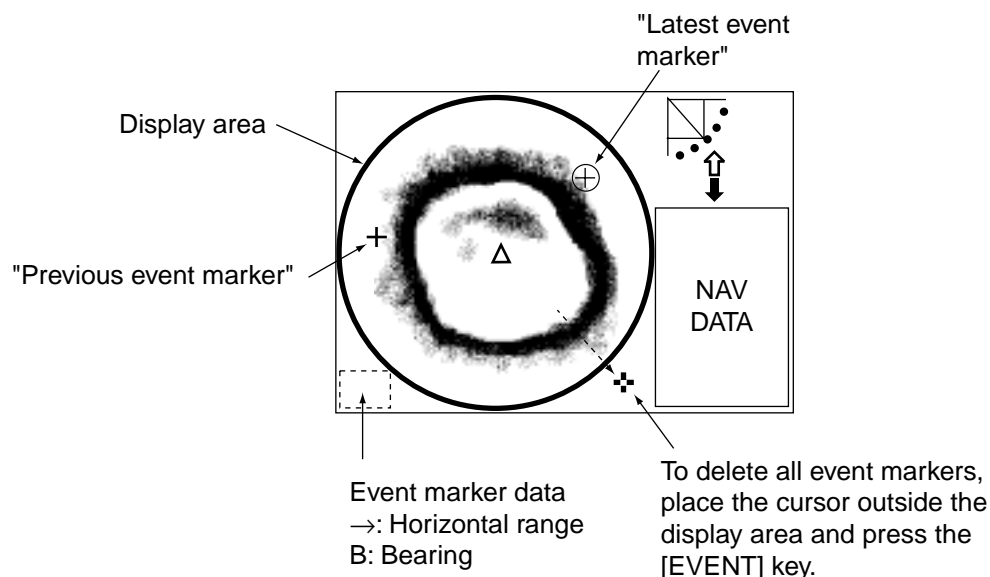 "Latest event
marker"
Display area
"Previous event marker"
NAV
DATA
Event marker data
→: Horizontal range
B: Bearing
To delete all event markers,
place the cursor outside the
display area and press the
[EVENT] key.